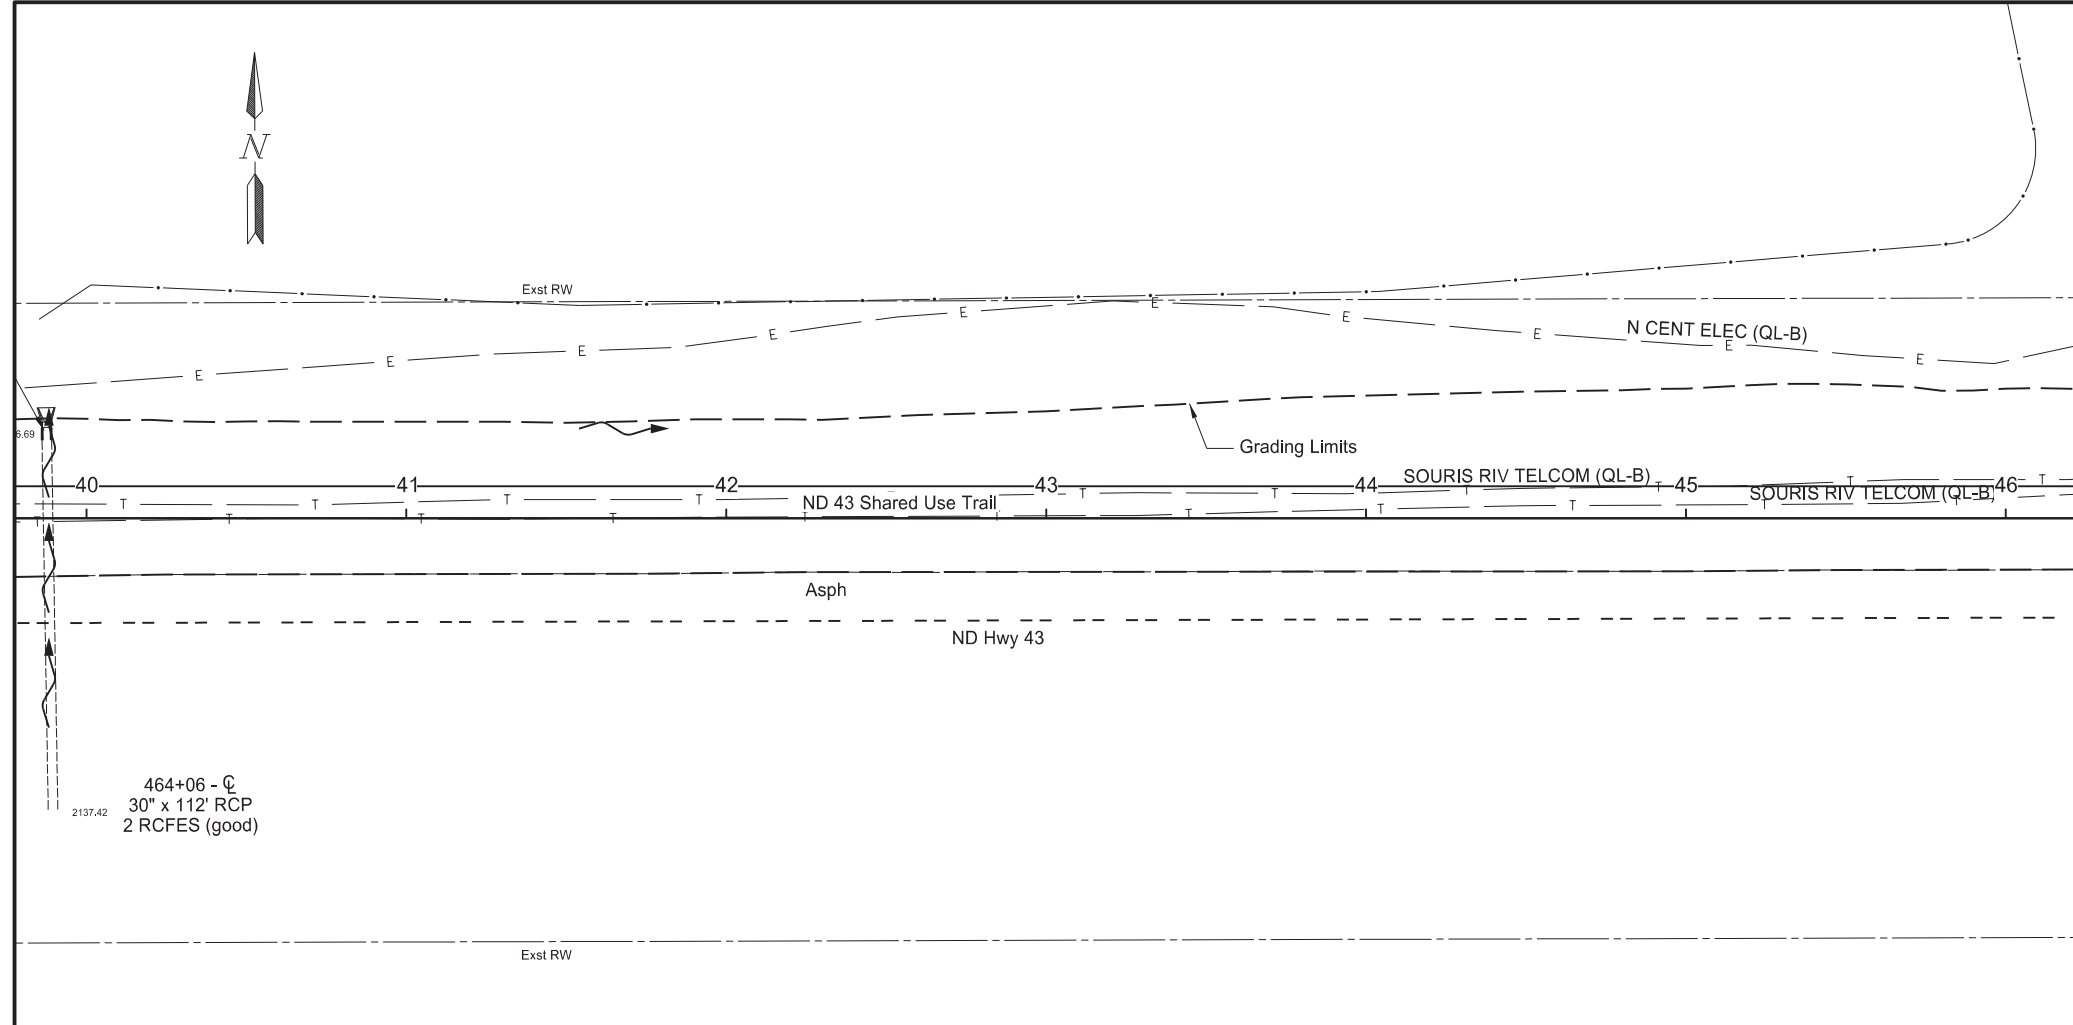 N
Exst RW
E E E E E E E E E E
N CENT ELEC (QL-B)
6.69
Grading Limits
SOURIS RIV TELCOM (QL-B)
40 41 42 43 44 45 46
SOURIS RIV TELCOM (QL-B)
T T T T T T T T T T
ND 43 Shared Use Trail
T T T T T T T T T T T
Asph
ND Hwy 43
464+06 - ℄
30" x 112' RCP
2137.42
2 RCFES (good)
Exst RW